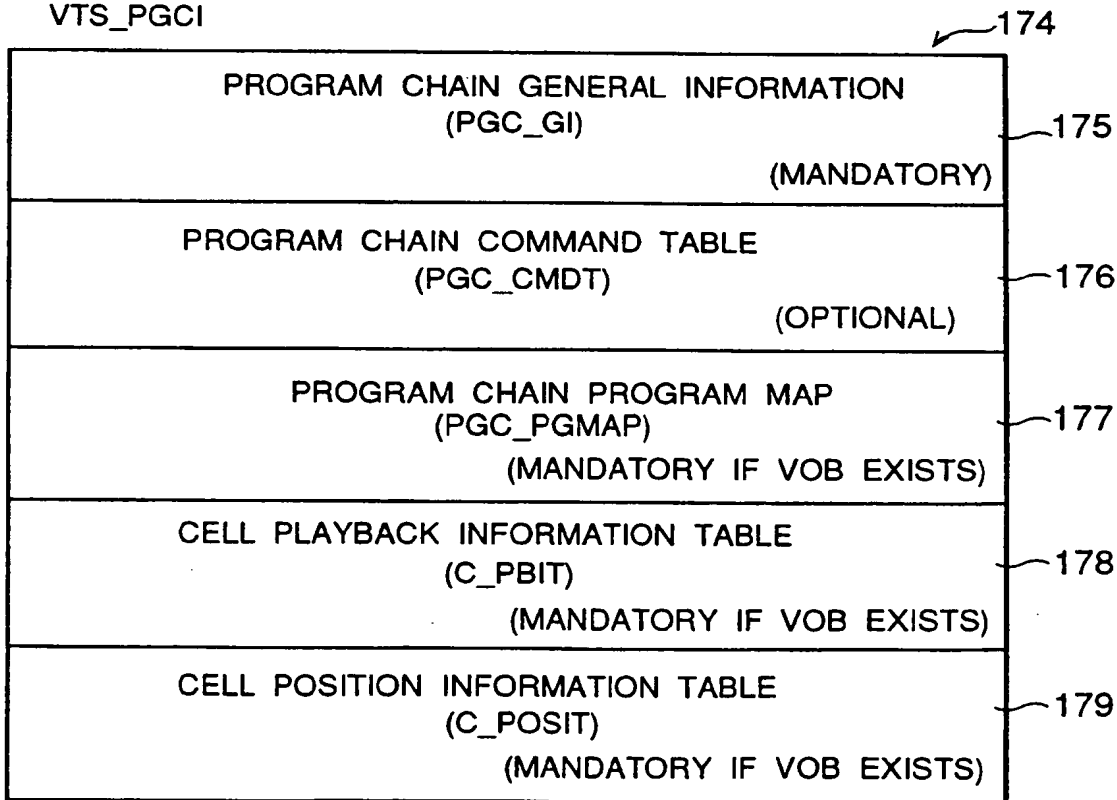 VTS_PGCI
174
PROGRAM CHAIN GENERAL INFORMATION
(PGC_GI)
175
(MANDATORY)
PROGRAM CHAIN COMMAND TABLE
(PGC_CMDT)
176
(OPTIONAL)
PROGRAM CHAIN PROGRAM MAP
(PGC_PGMAP)
177
(MANDATORY IF VOB EXISTS)
CELL PLAYBACK INFORMATION TABLE
(C_PBIT)
178
(MANDATORY IF VOB EXISTS)
CELL POSITION INFORMATION TABLE
(C_POSIT)
179
(MANDATORY IF VOB EXISTS)